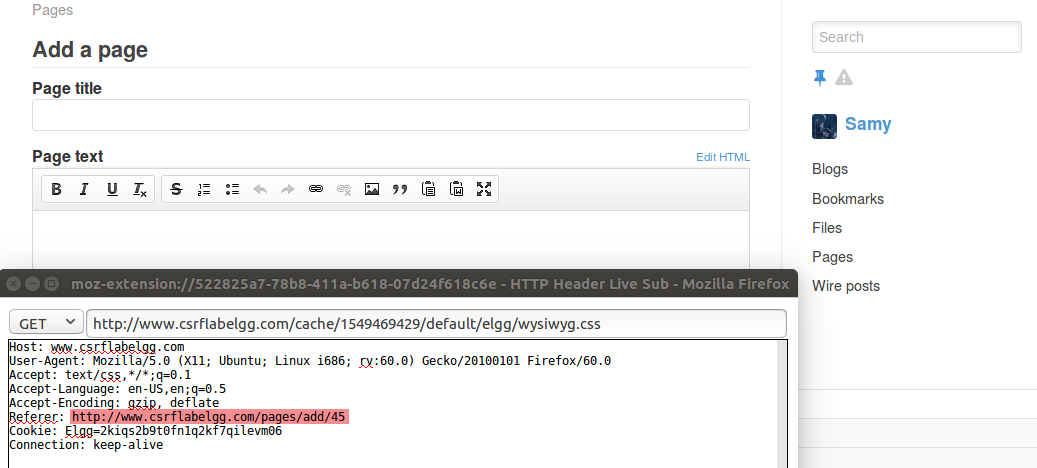 Pages
Add a page
Page title
Page text
Edit HTML
B I U Tx S
Search
Samy
Blogs
Bookmarks
Files
Pages
Wire posts
moz-extension://522825a7-78b8-411a-b618-07d24f618c6e - HTTP Header Live Sub - Mozilla Firefox
GET http://www.csrflabelgg.com/cache/1549469429/default/elgg/wysiwyg.css
Host: www.csrflabelgg.com
User-Agent: Mozilla/5.0 (X11; Ubuntu; Linux i686; rv:60.0) Gecko/20100101 Firefox/60.0
Accept: text/css,*/*;q=0.1
Accept-Language: en-US,en;q=0.5
Accept-Encoding: gzip, deflate
Referer: http://www.csrflabelgg.com/pages/add/45
Cookie: Elgg=2kiqs2b9t0fn1q2kf7qilevm06
Connection: keep-alive